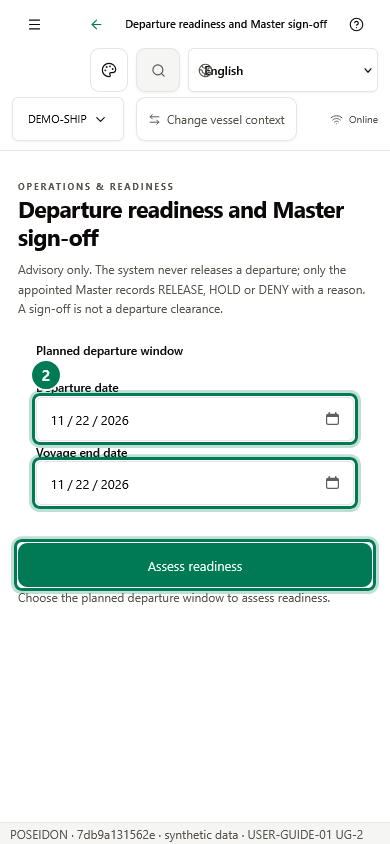 Departure readiness and Master sign-off
English
DEMO-SHIP
Change vessel context
Online
OPERATIONS & READINESS
Departure readiness and Master
sign-off
Advisory only. The system never releases a departure; only the
appointed Master records RELEASE, HOLD or DENY with a reason.
A sign-off is not a departure clearance.
Planned departure window
2
Departure date
11 / 22 / 2026
Voyage end date
11 / 22 / 2026
Assess readiness
Choose the planned departure window to assess readiness.
POSEIDON · 7db9a131562e · synthetic data · USER-GUIDE-01 UG-2